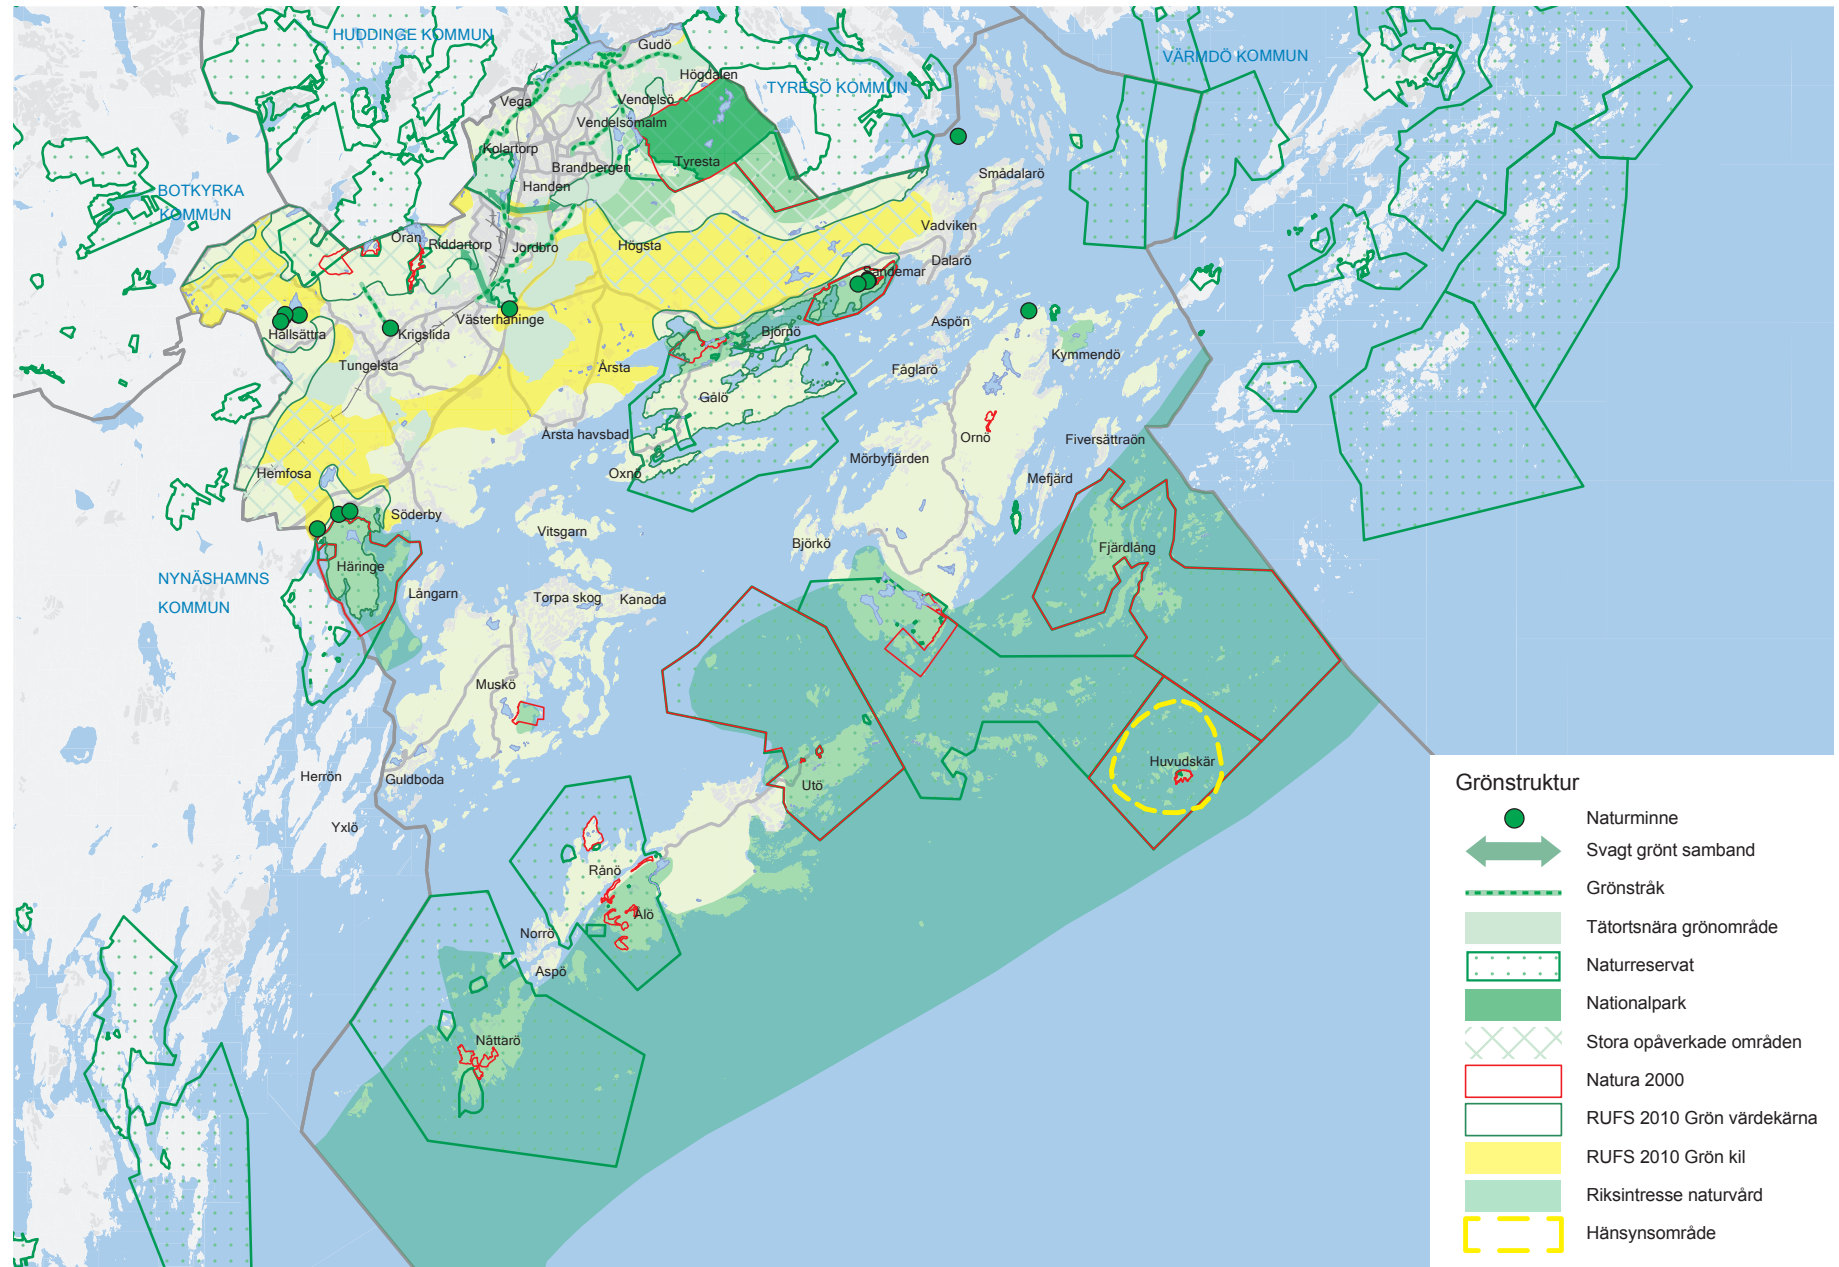 HUDDINGE KOMMUN
Gudö
VÄRMDÖ KOMMUN
Högdalen
TYRESÖ KOMMUN
Vega
Vendelsö
Vendelsömalm
Kolartorp
Brandbergen
Tyresta
Smådalarö
Handen
BOTKYRKA
KOMMUN
Vadviken
Oran
Riddartorp
Jordbro
Högsta
Dalarö
Sandemar
Västerhaninge
Aspön
Hallsättra
Krigslida
Björnö
Kymmendö
Tungelsta
Årsta
Fåglarö
Gålö
Årsta havsbad
Ornö
Fiversättraön
Mörbyfjärden
Hemfosa
Oxnö
Mefjärd
Söderby
Vitsgarn
Björkö
Fjärdlång
Häringe
NYNÄSHAMNS
KOMMUN
Långarn
Torpa skog
Kanada
Muskö
Huvudskär
Herrön
Guldboda
Utö
Yxlö
Rånö
Ålö
Norrö
Aspö
Nåttarö
Grönstruktur
Naturminne
Svagt grönt samband
Grönstråk
Tätortsnära grönområde
Naturreservat
Nationalpark
Stora opåverkade områden
Natura 2000
RUFS 2010 Grön värdekärna
RUFS 2010 Grön kil
Riksintresse naturvård
Hänsynsområde